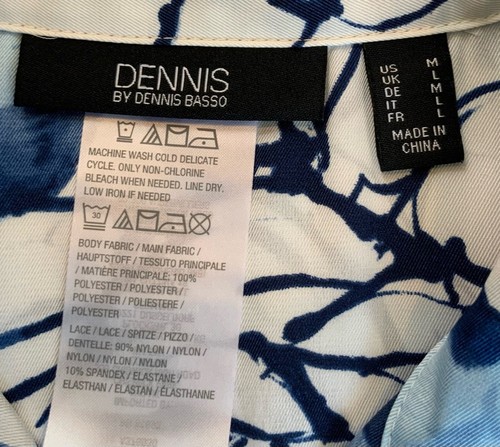 DENNIS
BY DENNIS BASSO
US M
UK L
DE M
IT L
FR L
MADE IN
CHINA
MACHINE WASH COLD DELICATE
CYCLE. ONLY NON-CHLORINE
BLEACH WHEN NEEDED. LINE DRY.
LOW IRON IF NEEDED
30
BODY FABRIC / MAIN FABRIC /
HAUPTSTOFF / TESSUTO PRINCIPALE
/ MATIÈRE PRINCIPALE: 100%
POLYESTER / POLYESTER /
POLYESTER / POLIESTERE /
POLYESTER
LACE / LACE / SPITZE / PIZZO /
DENTELLE: 90% NYLON / NYLON /
NYLON / NYLON / NYLON
10% SPANDEX / ELASTANE /
ELASTHAN / ELASTAN / ÉLASTHANNE